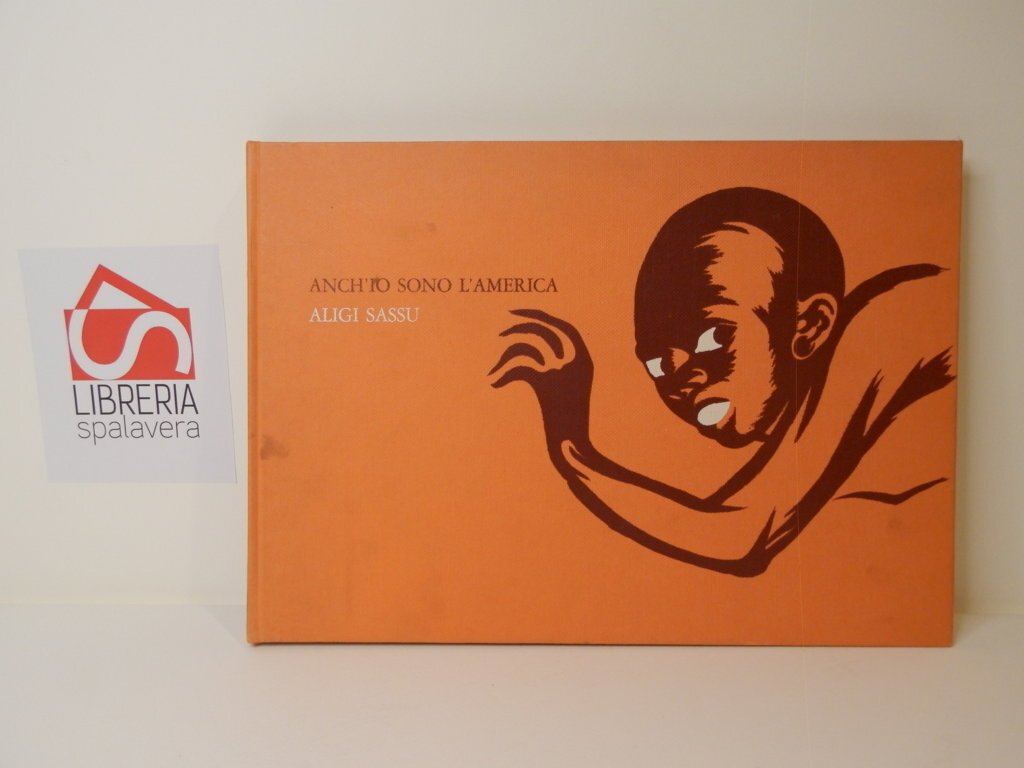 LIBRERIA
spalavera
ANCH'IO SONO L'AMERICA
ALIGI SASSU